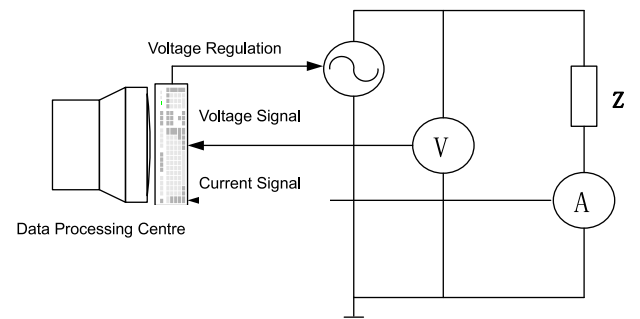 Voltage Regulation
Voltage Signal
V
Z
Current Signal
A
Data Processing Centre